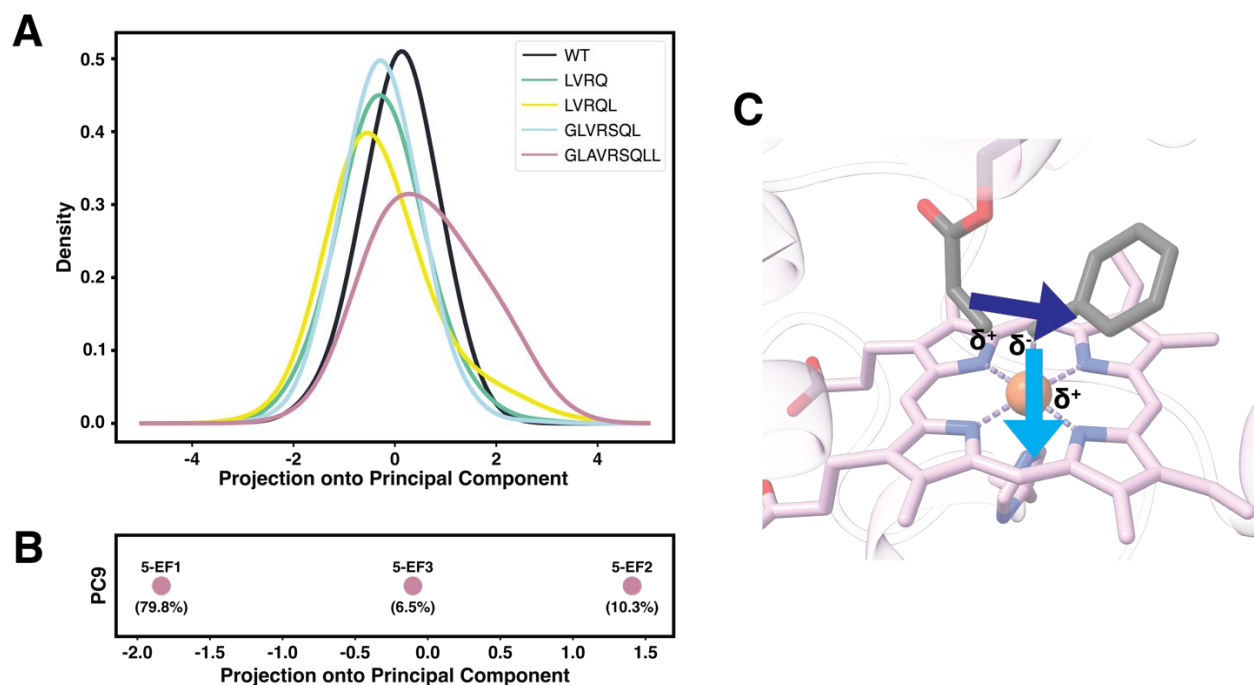 A
Density
0.5
0.4
0.3
0.2
0.1
0.0
WT
LVRQ
LVRQL
GLVRSQL
GLAVRSQLL
-4 -2 0 2 4
Projection onto Principal Component
B
PC9
5-EF1 5-EF3 5-EF2
(79.8%) (6.5%) (10.3%)
-2.0 -1.5 -1.0 -0.5 0.0 0.5 1.0 1.5
Projection onto Principal Component
C
δ+ δ-
δ+